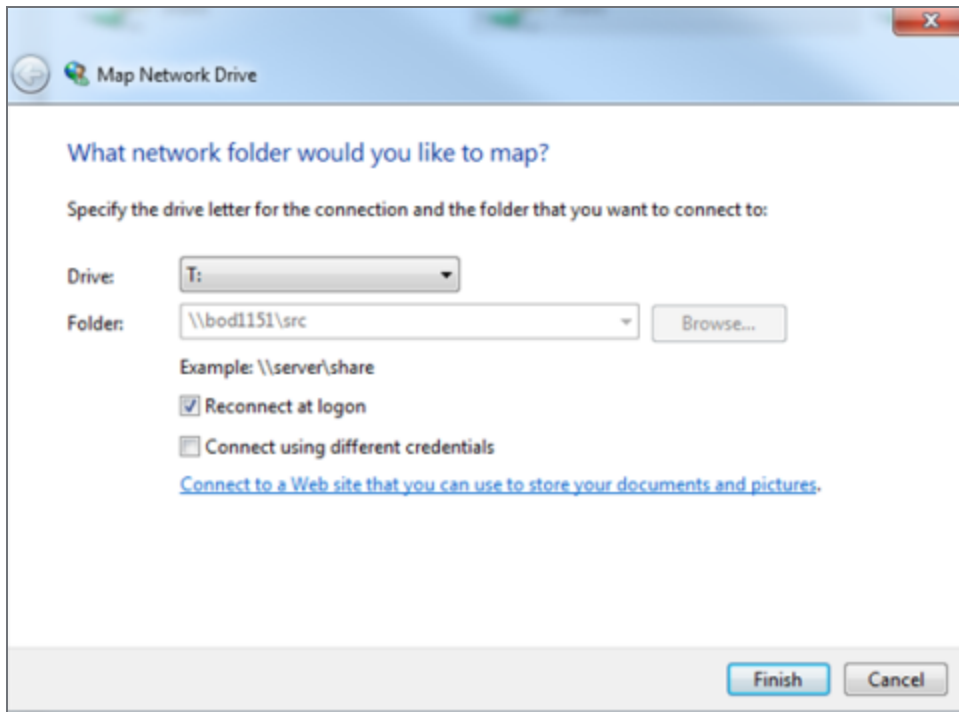 Map Network Drive
What network folder would you like to map?
Specify the drive letter for the connection and the folder that you want to connect to:
Drive: T:
Folder: \\bod1151\src Browse...
Example: \\server\share
Reconnect at logon
Connect using different credentials
Connect to a Web site that you can use to store your documents and pictures.
Finish Cancel